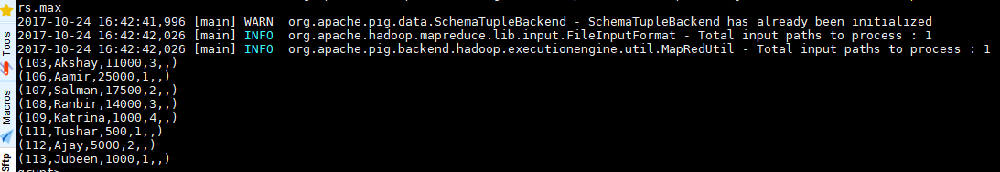 rs.max
2017-10-24 16:42:41,996 [main] WARN  org.apache.pig.data.SchemaTupleBackend - SchemaTupleBackend has already been initialized
2017-10-24 16:42:42,026 [main] INFO  org.apache.hadoop.mapreduce.lib.input.FileInputFormat - Total input paths to process : 1
2017-10-24 16:42:42,026 [main] INFO  org.apache.pig.backend.hadoop.executionengine.util.MapRedUtil - Total input paths to process : 1
(103,Akshay,11000,3,,)
(106,Aamir,25000,1,,)
(107,Salman,17500,2,,)
(108,Ranbir,14000,3,,)
(109,Katrina,1000,4,,)
(111,Tushar,500,1,,)
(112,Ajay,5000,2,,)
(113,Jubeen,1000,1,,)
grunt>
Tools
Macros
Sftp